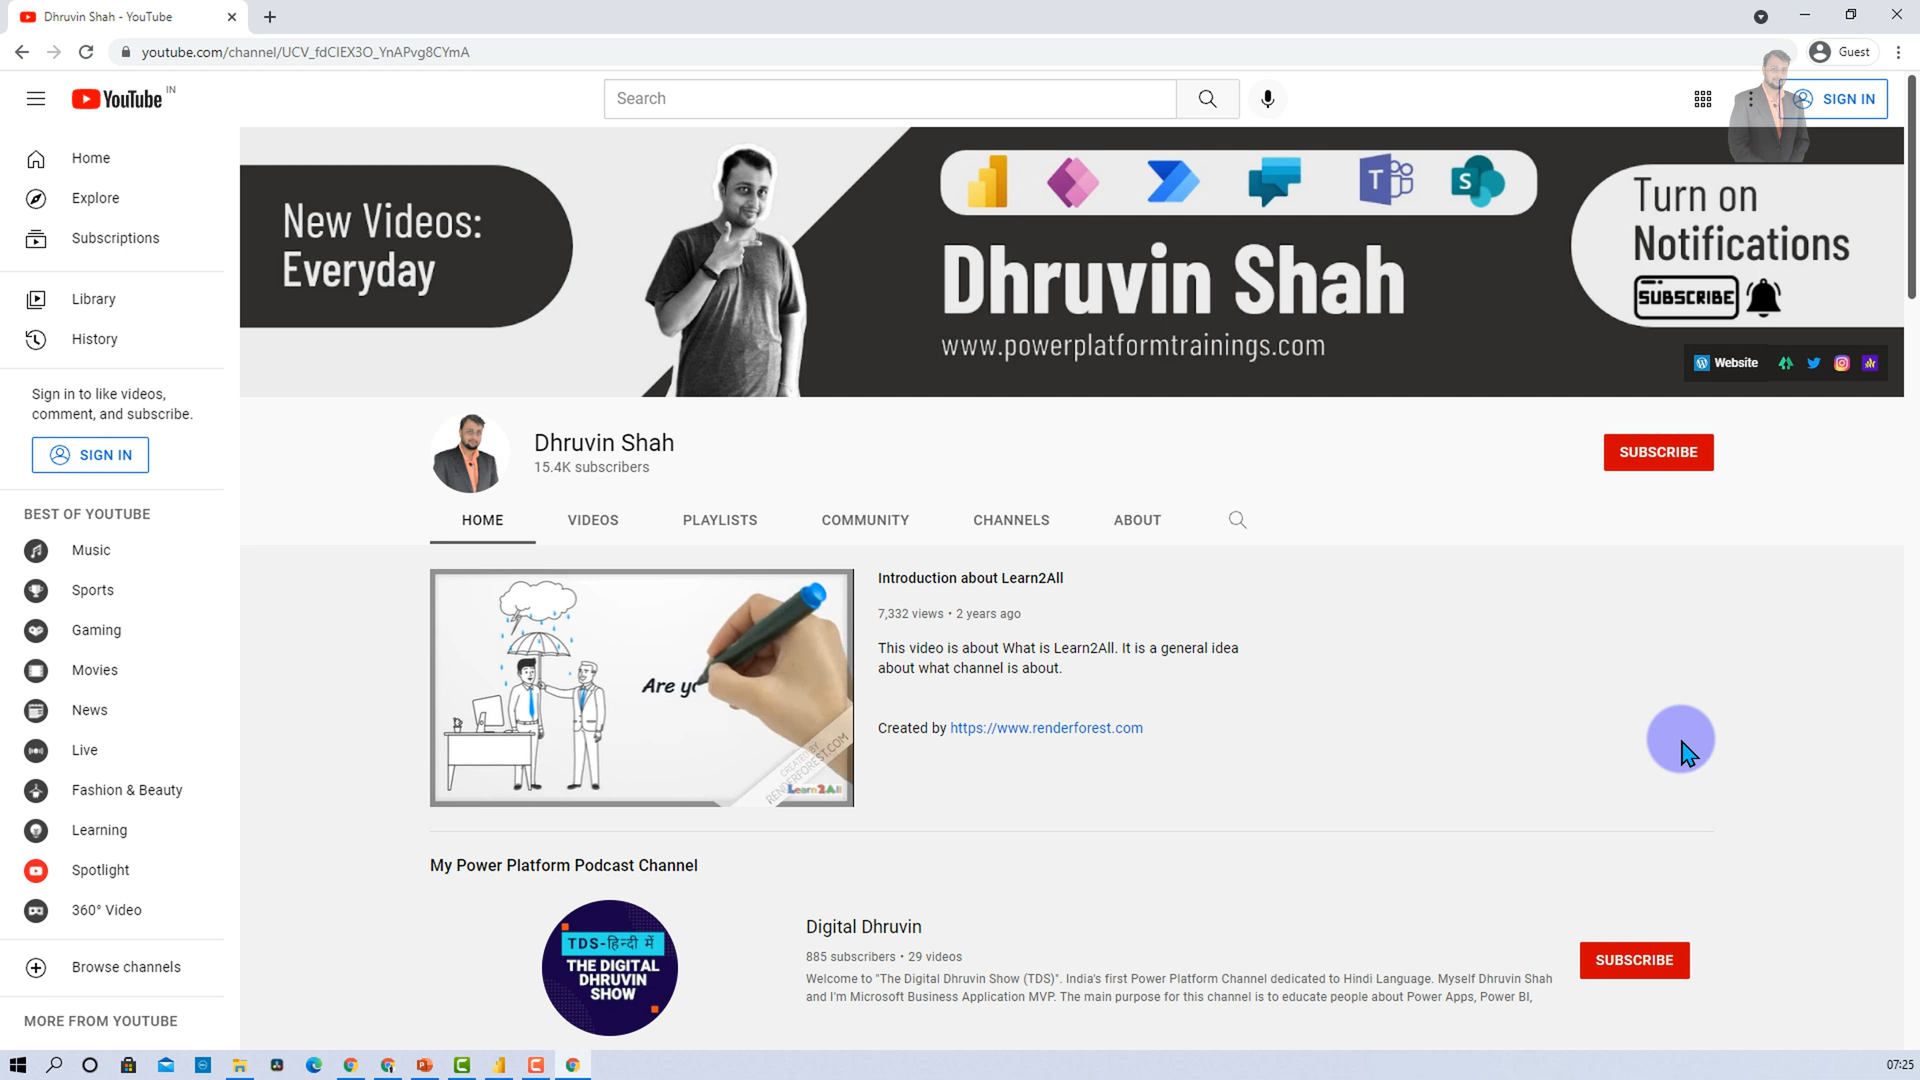 Dhruvin Shah - YouTube
youtube.com/channel/UCV_fdCIEX3O_YnAPvg8CYmA
Guest
YouTube IN
Search
SIGN IN
Home
Explore
Subscriptions
Library
History
Sign in to like videos,
comment, and subscribe.
SIGN IN
BEST OF YOUTUBE
Music
Sports
Gaming
Movies
News
Live
Fashion & Beauty
Learning
Spotlight
360° Video
Browse channels
MORE FROM YOUTUBE
New Videos:
Everyday
T
S
Dhruvin Shah
www.powerplatformtrainings.com
Turn on
Notifications
SUBSCRIBE
Website
Dhruvin Shah
15.4K subscribers
SUBSCRIBE
HOME
VIDEOS
PLAYLISTS
COMMUNITY
CHANNELS
ABOUT
Are yo
CREATED BY
RENDERFOREST.COM
Learn2All
Introduction about Learn2All
7,332 views • 2 years ago
This video is about What is Learn2All. It is a general idea
about what channel is about.
Created by https://www.renderforest.com
My Power Platform Podcast Channel
TDS-हिन्दी में
THE DIGITAL
DHRUVIN
SHOW
Digital Dhruvin
885 subscribers • 29 videos
Welcome to "The Digital Dhruvin Show (TDS)". India's first Power Platform Channel dedicated to Hindi Language. Myself Dhruvin Shah
and I'm Microsoft Business Application MVP. The main purpose for this channel is to educate people about Power Apps, Power BI,
SUBSCRIBE
07:25